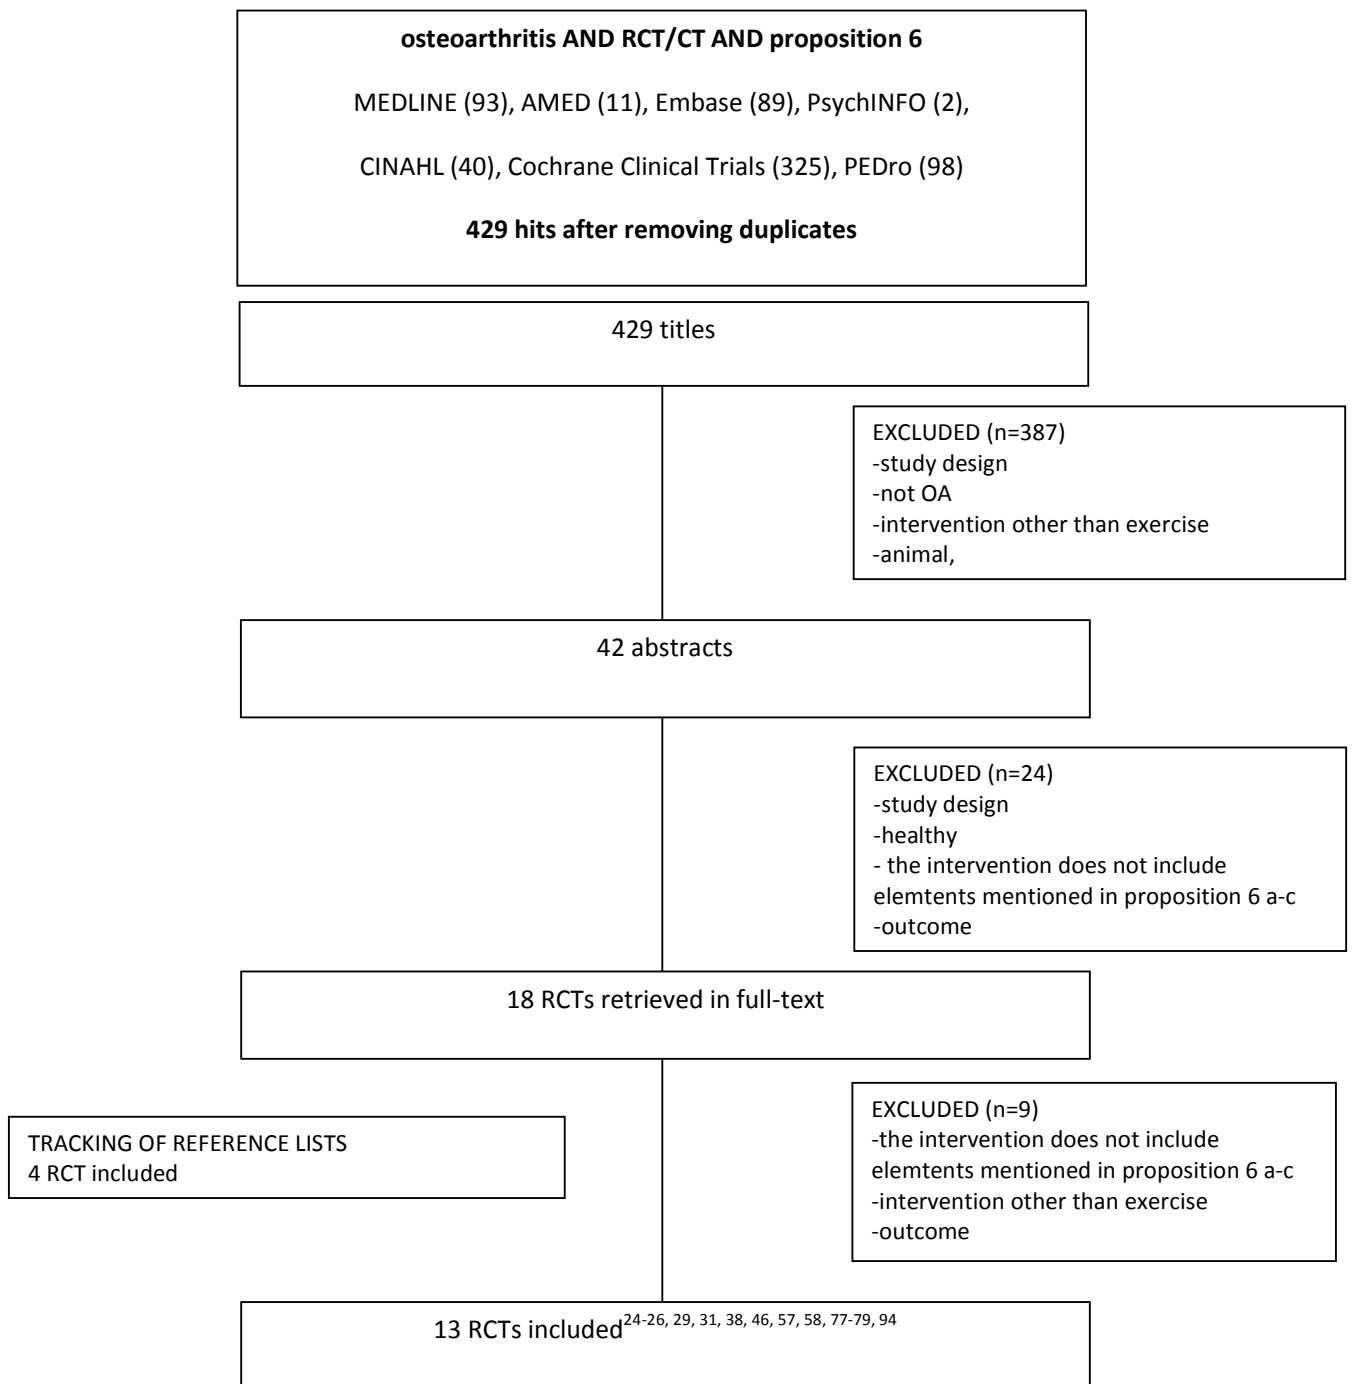 osteoarthritis AND RCT/CT AND proposition 6
MEDLINE (93), AMED (11), Embase (89), PsychINFO (2),
CINAHL (40), Cochrane Clinical Trials (325), PEDro (98)
429 hits after removing duplicates
429 titles
EXCLUDED (n=387)
-study design
-not OA
-intervention other than exercise
-animal,
42 abstracts
EXCLUDED (n=24)
-study design
-healthy
- the intervention does not include
elemtents mentioned in proposition 6 a-c
-outcome
18 RCTs retrieved in full-text
TRACKING OF REFERENCE LISTS
4 RCT included
EXCLUDED (n=9)
-the intervention does not include
elemtents mentioned in proposition 6 a-c
-intervention other than exercise
-outcome
13 RCTs included24-26, 29, 31, 38, 46, 57, 58, 77-79, 94